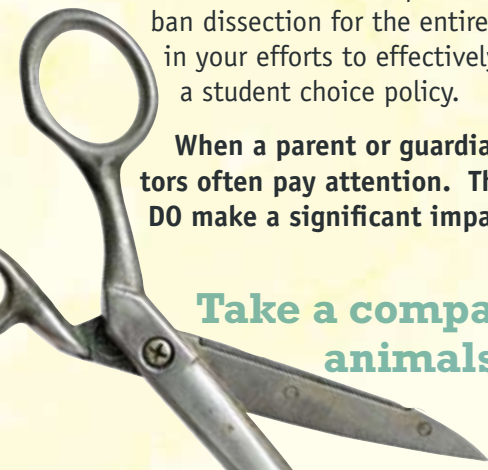 ban dissection for the entire
in your efforts to effectively
a student choice policy.
When a parent or guardia
tors often pay attention. Th
DO make a significant impa
Take a compa
animals